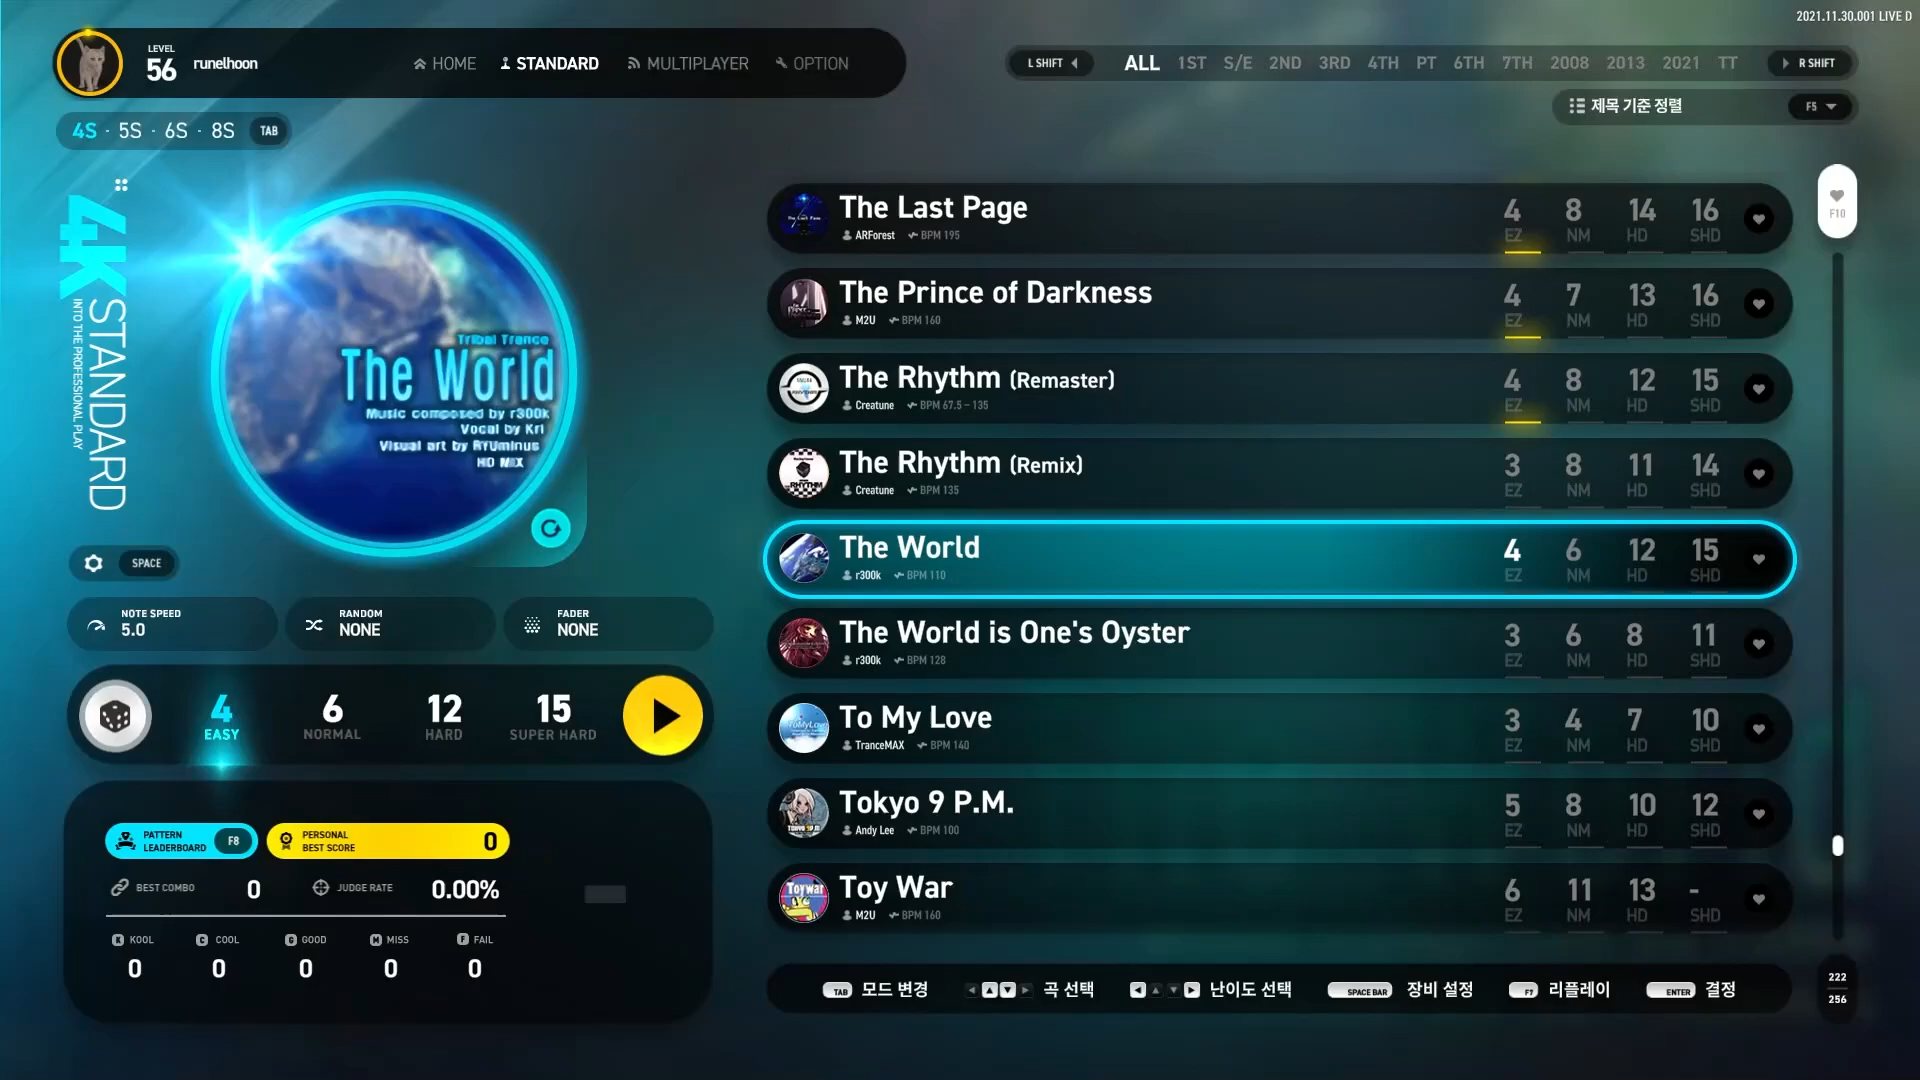 2021.11.30.001 LIVE D
LEVEL
56 runelhoon
HOME STANDARD MULTIPLAYER OPTION
L SHIFT ALL 1ST S/E 2ND 3RD 4TH PT 6TH 7TH 2008 2013 2021 TT R SHIFT
제목 기준 정렬 F5
4S · 5S · 6S · 8S TAB
4K STANDARD
INTO THE PROFESSIONAL PLAY
Tribal Trance
The World
Music composed by r300k
Vocal by Kri
Visual art by RYUminus
HD MIX
SPACE
NOTE SPEED
5.0
RANDOM
NONE
FADER
NONE
4 6 12 15
EASY NORMAL HARD SUPER HARD
PATTERN
LEADERBOARD F8
PERSONAL
BEST SCORE 0
BEST COMBO 0 JUDGE RATE 0.00%
K KOOL C COOL G GOOD M MISS F FAIL
0 0 0 0 0
The Last Page
ARForest BPM 195
4 8 14 16
EZ NM HD SHD
The Prince of Darkness
M2U BPM 160
4 7 13 16
EZ NM HD SHD
The Rhythm (Remaster)
Creatune BPM 67.5 – 135
4 8 12 15
EZ NM HD SHD
The Rhythm (Remix)
Creatune BPM 135
3 8 11 14
EZ NM HD SHD
The World
r300k BPM 110
4 6 12 15
EZ NM HD SHD
The World is One's Oyster
r300k BPM 128
3 6 8 11
EZ NM HD SHD
To My Love
TranceMAX BPM 140
3 4 7 10
EZ NM HD SHD
Tokyo 9 P.M.
Andy Lee BPM 100
5 8 10 12
EZ NM HD SHD
Toy War
M2U BPM 160
6 11 13 -
EZ NM HD SHD
F10
TAB 모드 변경 곡 선택 난이도 선택 SPACE BAR 장비 설정 F7 리플레이 ENTER 결정
222
256